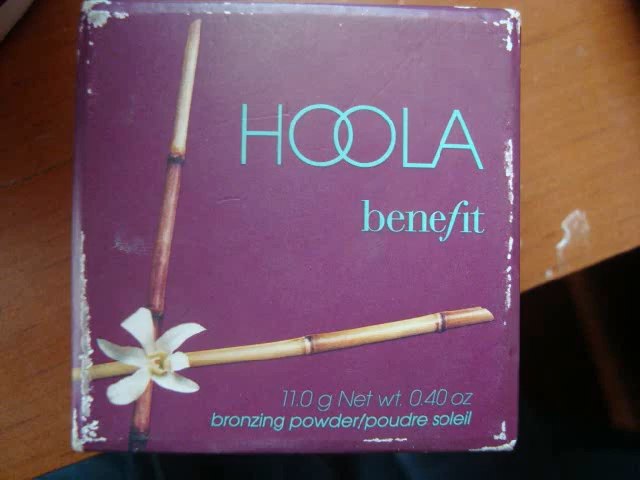 HOOLA
benefit
11.0 g Net wt. 0.40 oz
bronzing powder/poudre soleil